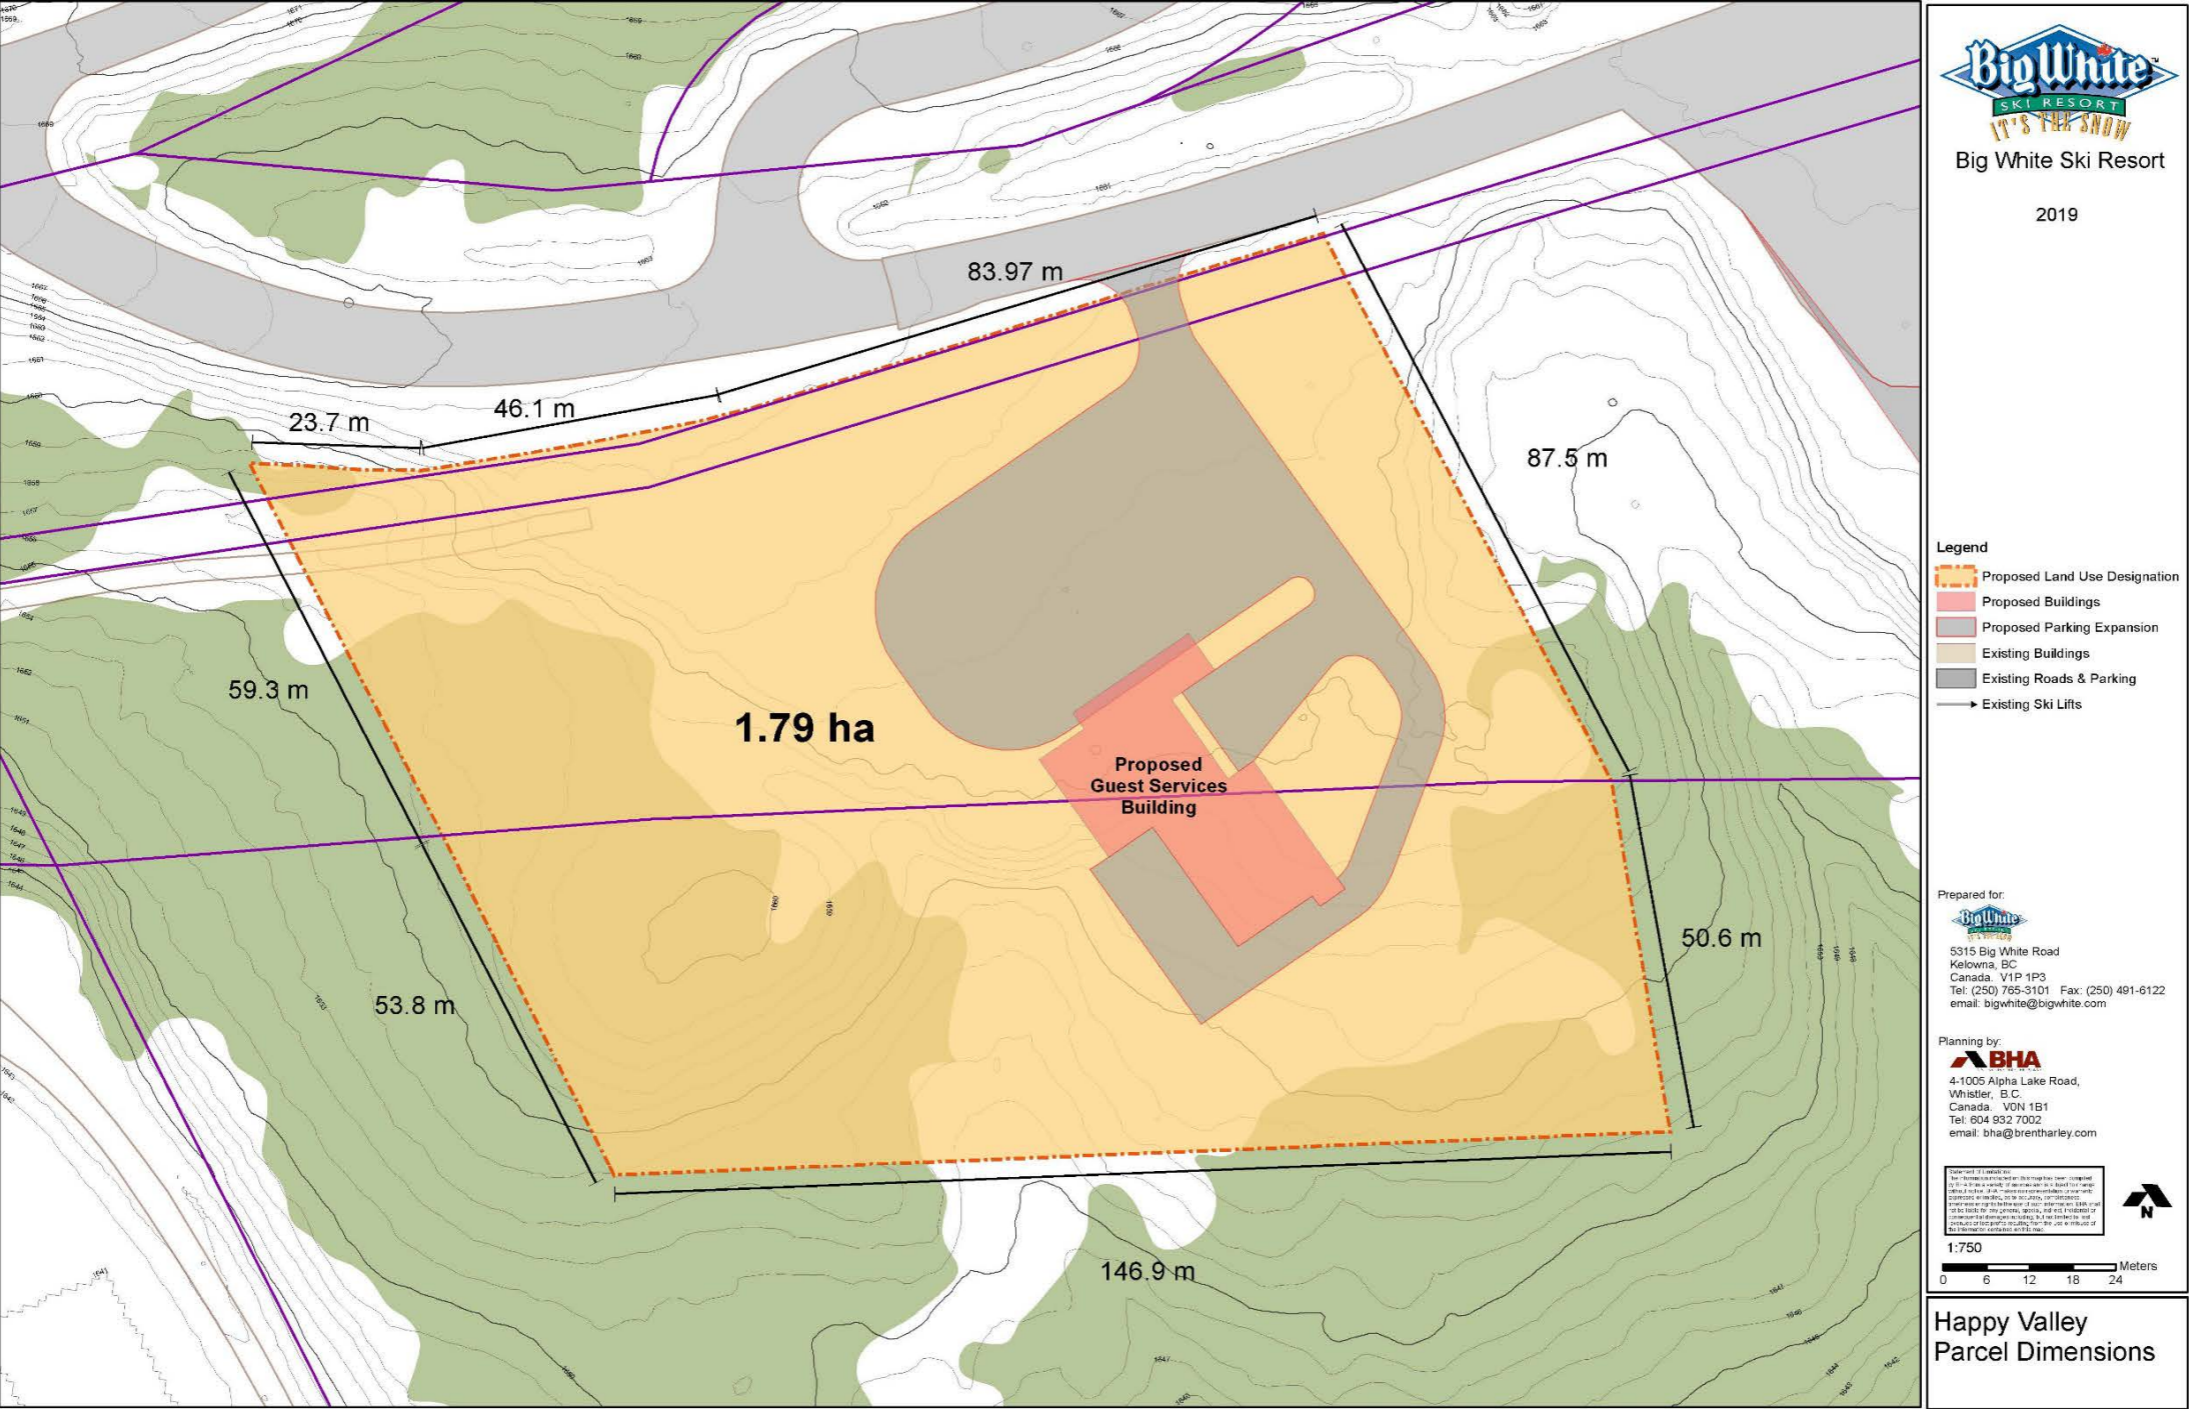 83.97 m
23.7 m
46.1 m
87.5 m
59.3 m
1.79 ha
Proposed
Guest Services
Building
50.6 m
53.8 m
146.9 m
Big White
SKI RESORT
IT'S THE SNOW
Big White Ski Resort
2019
Legend
Proposed Land Use Designation
Proposed Buildings
Proposed Parking Expansion
Existing Buildings
Existing Roads & Parking
Existing Ski Lifts
Prepared for:
Big White
5315 Big White Road
Kelowna, BC
Canada. V1P 1P3
Tel: (250) 765-3101 Fax: (250) 491-6122
email: bigwhite@bigwhite.com
Planning by:
BHA
4-1005 Alpha Lake Road,
Whistler, B.C.
Canada. V0N 1B1
Tel: 604 932 7002
email: bha@brentharley.com
Statement of Limitations
N
1:750
Meters
0 6 12 18 24
Happy Valley
Parcel Dimensions